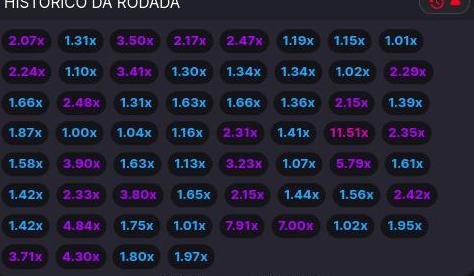 HISTÓRICO DA RODADA
2.07x 1.31x 3.50x 2.17x 2.47x 1.19x 1.15x 1.01x
2.24x 1.10x 3.41x 1.30x 1.34x 1.34x 1.02x 2.29x
1.66x 2.48x 1.31x 1.63x 1.66x 1.36x 2.15x 1.39x
1.87x 1.00x 1.04x 1.16x 2.31x 1.41x 11.51x 2.35x
1.58x 3.90x 1.63x 1.13x 3.23x 1.07x 5.79x 1.61x
1.42x 2.33x 3.80x 1.65x 2.15x 1.44x 1.56x 2.42x
1.42x 4.84x 1.75x 1.01x 7.91x 7.00x 1.02x 1.95x
3.71x 4.30x 1.80x 1.97x